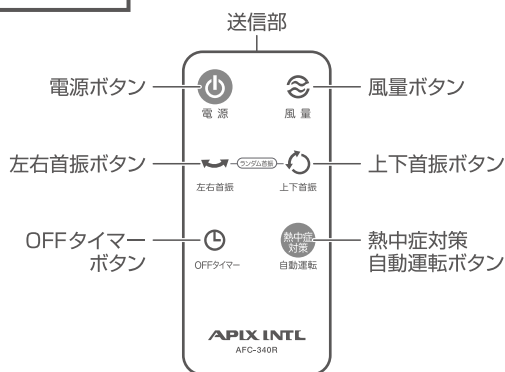 送信部
電源ボタン
風量ボタン
電源
風量
左右首振ボタン
ランダム首振
上下首振ボタン
左右首振
上下首振
OFFタイマー
ボタン
熱中症
対策
熱中症対策
自動運転ボタン
OFFタイマー
自動運転
APIX INTL
AFC-340R